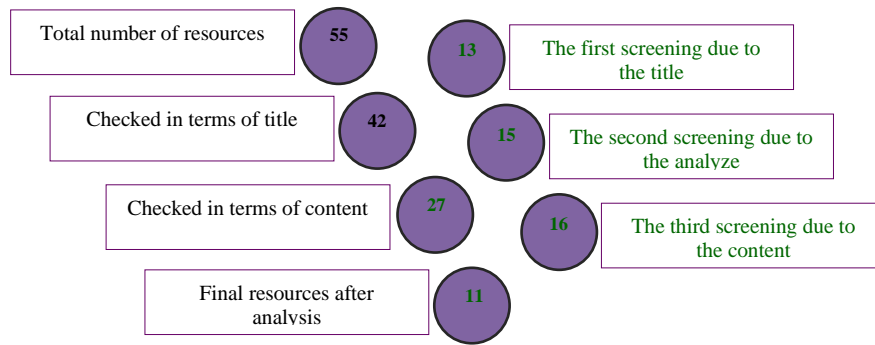 Total number of resources
55
13
The first screening due to
the title
Checked in terms of title
42
15
The second screening due to
the analyze
Checked in terms of content
27
16
The third screening due to
the content
Final resources after
analysis
11